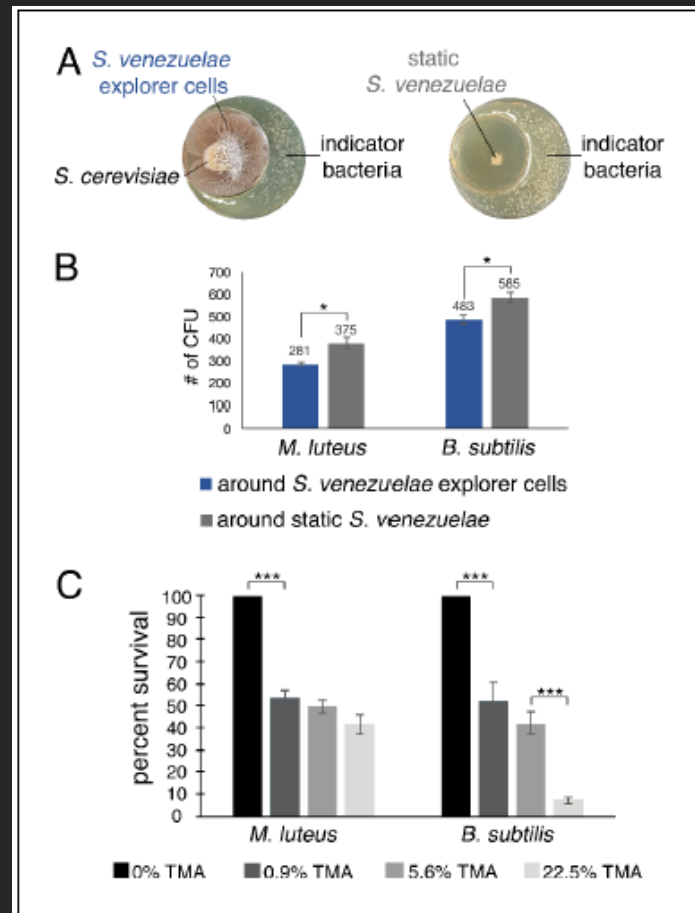 A
S. venezuelae
explorer cells
static
S. venezuelae
S. cerevisiae
indicator
bacteria
indicator
bacteria
B
# of CFU
700
600
500
400
300
200
100
0
*
281
375
*
483
565
M. luteus
B. subtilis
around S. venezuelae explorer cells
around static S. venezuelae
C
percent survival
100
90
80
70
60
50
40
30
20
10
0
***
***
***
M. luteus
B. subtilis
0% TMA 0.9% TMA 5.6% TMA 22.5% TMA